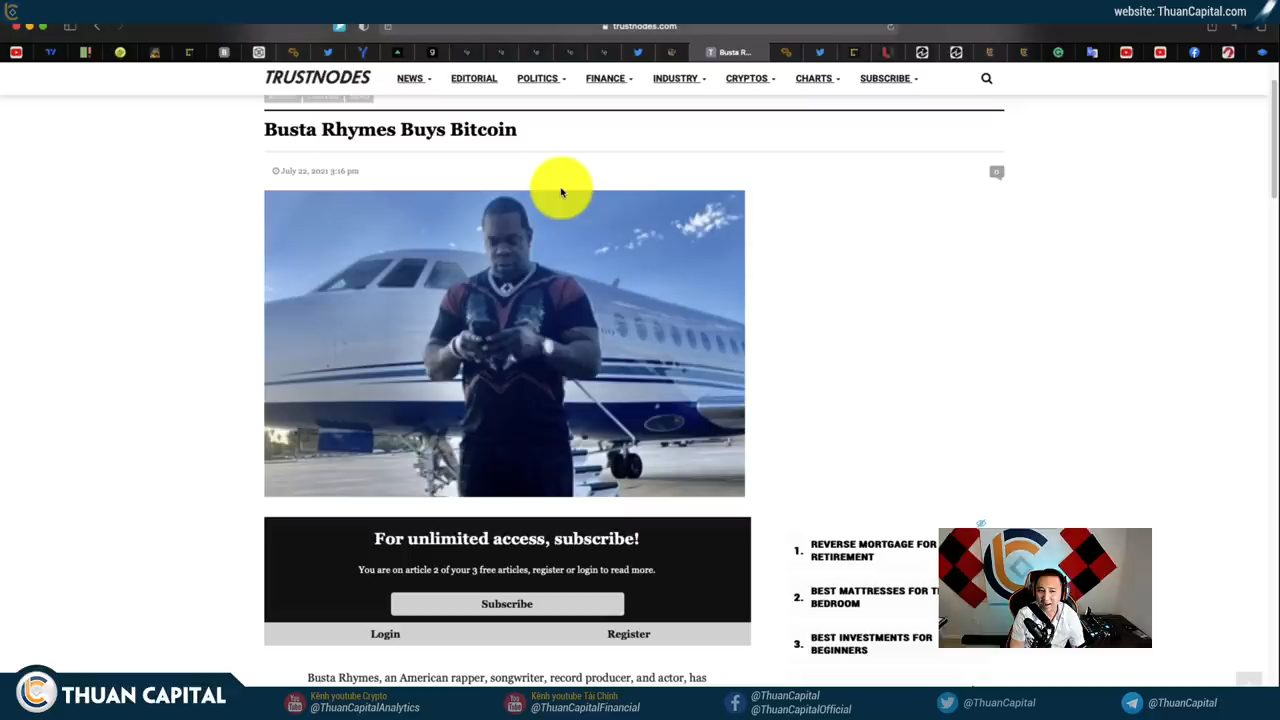 website: ThuanCapital.com
trustnodes.com
T Busta R...
TRUSTNODES
NEWS
EDITORIAL
POLITICS
FINANCE
INDUSTRY
CRYPTOS
CHARTS
SUBSCRIBE
Busta Rhymes Buys Bitcoin
July 22, 2021 3:16 pm
0
For unlimited access, subscribe!
You are on article 2 of your 3 free articles, register or login to read more.
Subscribe
Login
Register
1. REVERSE MORTGAGE FOR
RETIREMENT
2. BEST MATTRESSES FOR T
BEDROOM
3. BEST INVESTMENTS FOR
BEGINNERS
Busta Rhymes, an American rapper, songwriter, record producer, and actor, has
THUAN CAPITAL
Kênh youtube Crypto
@ThuanCapitalAnalytics
Kênh youtube Tài Chính
@ThuanCapitalFinancial
@ThuanCapital
@ThuanCapitalOfficial
@ThuanCapital
@ThuanCapital